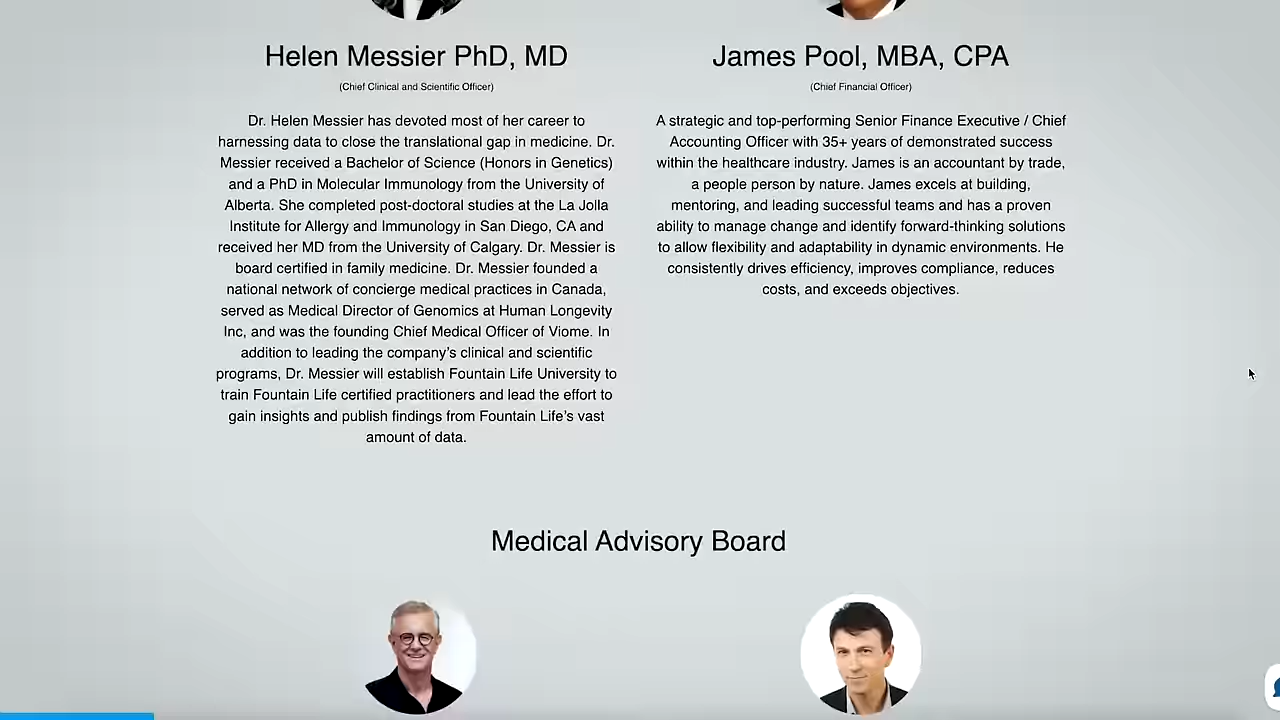 Helen Messier PhD, MD
(Chief Clinical and Scientific Officer)
Dr. Helen Messier has devoted most of her career to
harnessing data to close the translational gap in medicine. Dr.
Messier received a Bachelor of Science (Honors in Genetics)
and a PhD in Molecular Immunology from the University of
Alberta. She completed post-doctoral studies at the La Jolla
Institute for Allergy and Immunology in San Diego, CA and
received her MD from the University of Calgary. Dr. Messier is
board certified in family medicine. Dr. Messier founded a
national network of concierge medical practices in Canada,
served as Medical Director of Genomics at Human Longevity
Inc, and was the founding Chief Medical Officer of Viome. In
addition to leading the company's clinical and scientific
programs, Dr. Messier will establish Fountain Life University to
train Fountain Life certified practitioners and lead the effort to
gain insights and publish findings from Fountain Life's vast
amount of data.
James Pool, MBA, CPA
(Chief Financial Officer)
A strategic and top-performing Senior Finance Executive / Chief
Accounting Officer with 35+ years of demonstrated success
within the healthcare industry. James is an accountant by trade,
a people person by nature. James excels at building,
mentoring, and leading successful teams and has a proven
ability to manage change and identify forward-thinking solutions
to allow flexibility and adaptability in dynamic environments. He
consistently drives efficiency, improves compliance, reduces
costs, and exceeds objectives.
Medical Advisory Board